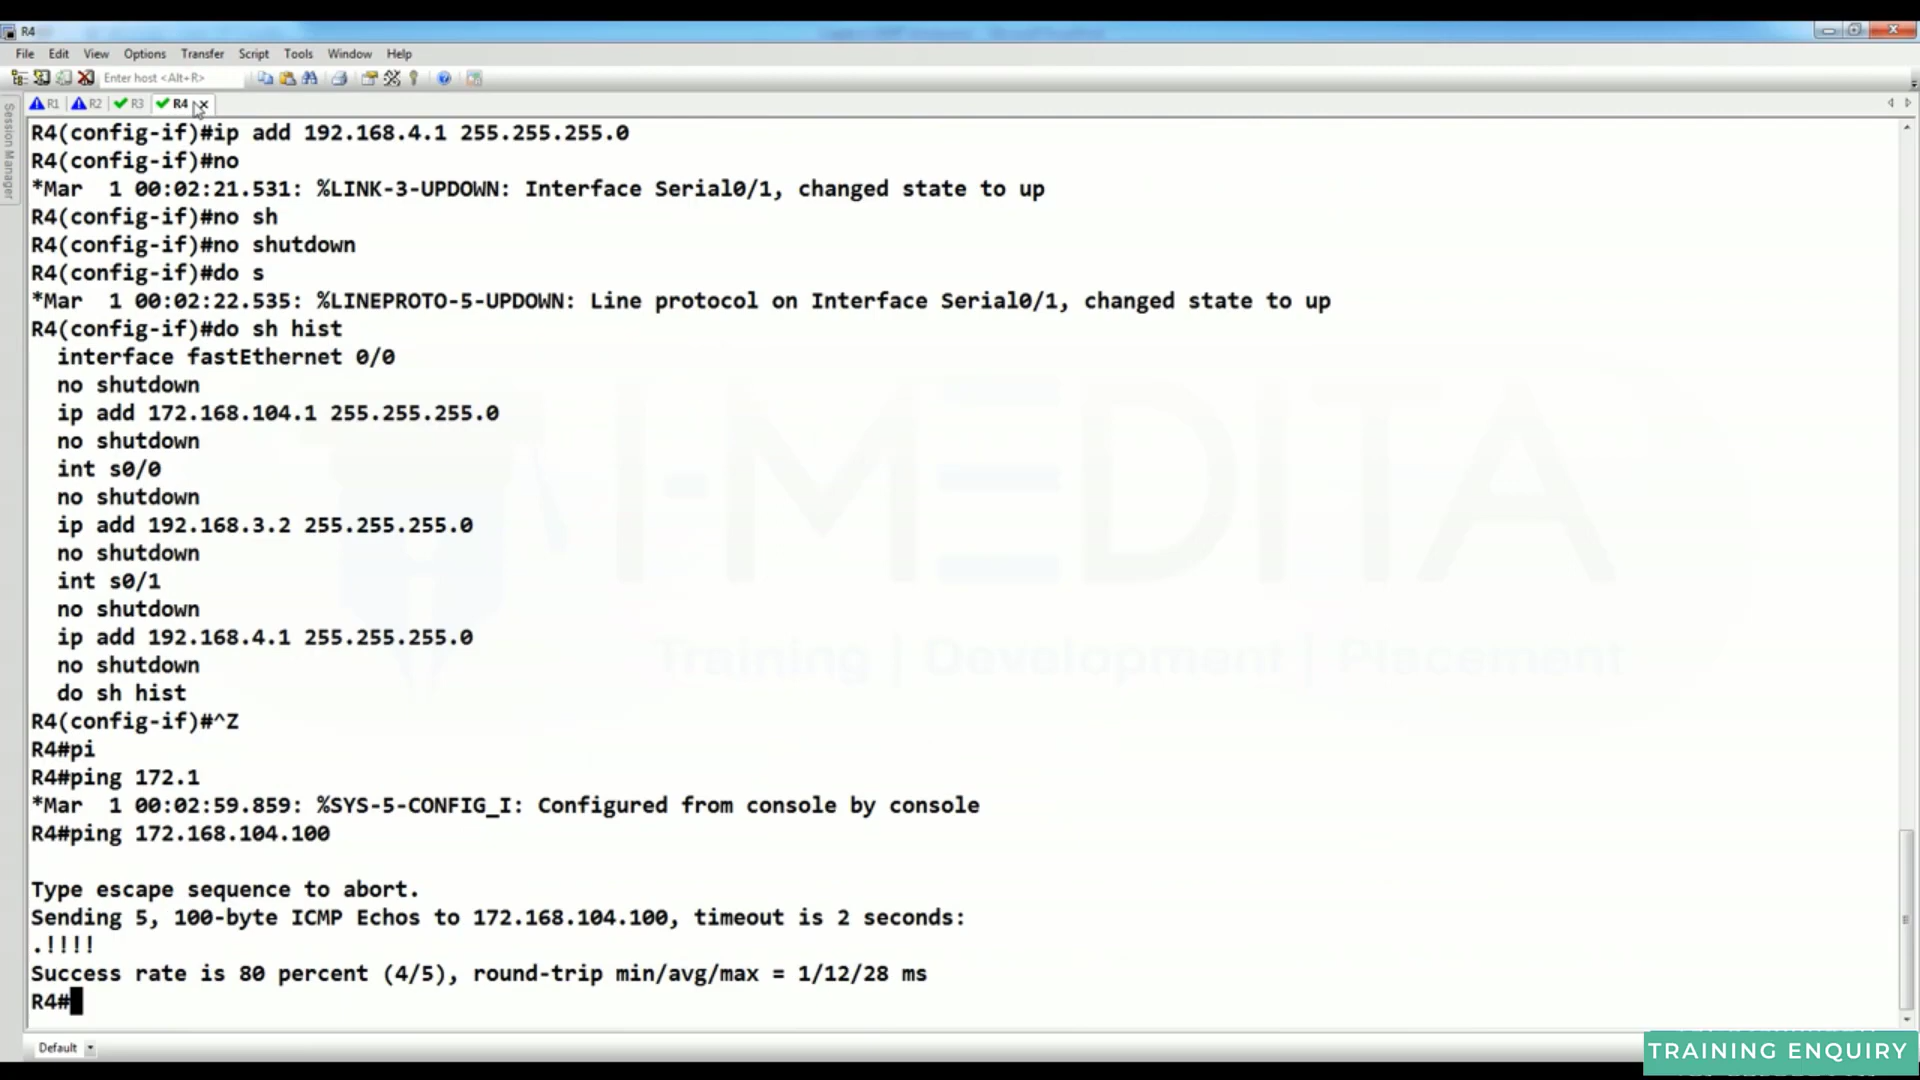 R4
File Edit View Options Transfer Script Tools Window Help
Enter host <Alt+R>
R1 R2 R3 R4
Session Manager
R4(config-if)#ip add 192.168.4.1 255.255.255.0
R4(config-if)#no
*Mar  1 00:02:21.531: %LINK-3-UPDOWN: Interface Serial0/1, changed state to up
R4(config-if)#no sh
R4(config-if)#no shutdown
R4(config-if)#do s
*Mar  1 00:02:22.535: %LINEPROTO-5-UPDOWN: Line protocol on Interface Serial0/1, changed state to up
R4(config-if)#do sh hist
  interface fastEthernet 0/0
  no shutdown
  ip add 172.168.104.1 255.255.255.0
  no shutdown
  int s0/0
  no shutdown
  ip add 192.168.3.2 255.255.255.0
  no shutdown
  int s0/1
  no shutdown
  ip add 192.168.4.1 255.255.255.0
  no shutdown
  do sh hist
R4(config-if)#^Z
R4#pi
R4#ping 172.1
*Mar  1 00:02:59.859: %SYS-5-CONFIG_I: Configured from console by console
R4#ping 172.168.104.100
Type escape sequence to abort.
Sending 5, 100-byte ICMP Echos to 172.168.104.100, timeout is 2 seconds:
.!!!!
Success rate is 80 percent (4/5), round-trip min/avg/max = 1/12/28 ms
R4#
I-MEDITA
Training | Development | Placement
Default
TRAINING ENQUIRY